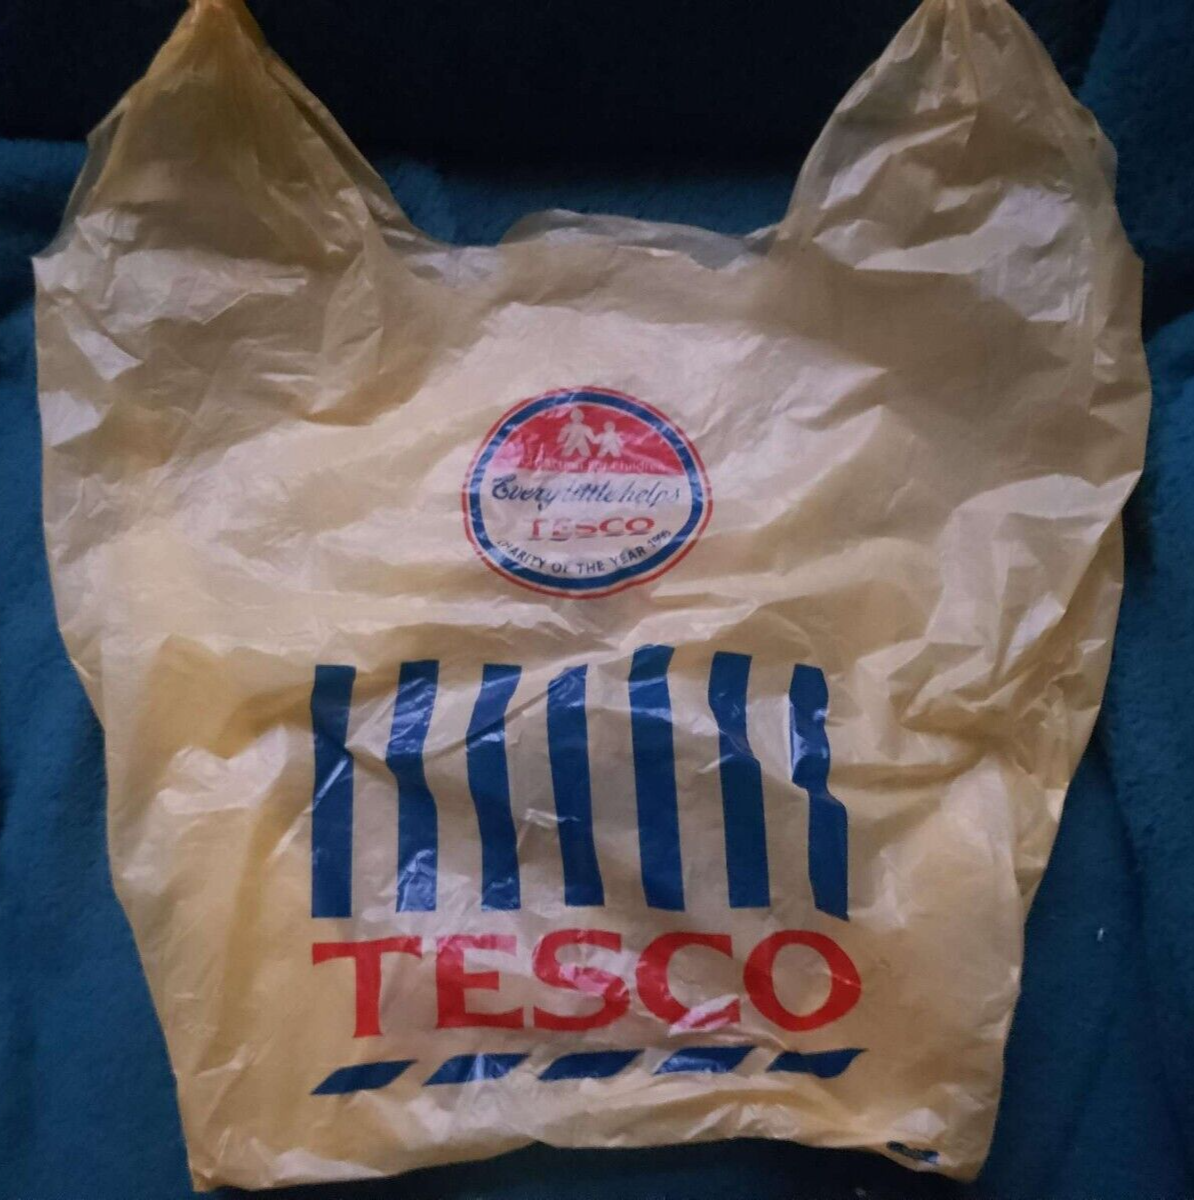 Every little helps
TESCO
CHARITY OF THE YEAR
TESCO